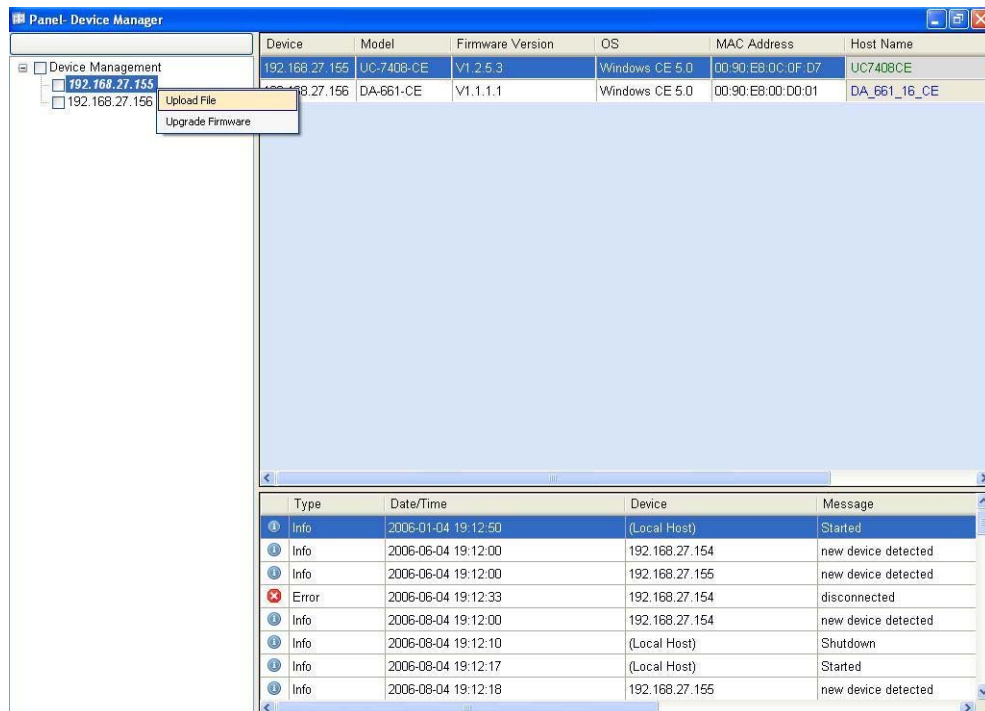 Panel- Device Manager
Device Model Firmware Version OS MAC Address Host Name
Device Management
192.168.27.155
192.168.27.156
Upload File
Upgrade Firmware
192.168.27.155 UC-7408-CE V1.2.5.3 Windows CE 5.0 00:90:E8:0C:0F:D7 UC7408CE
192.168.27.156 DA-661-CE V1.1.1.1 Windows CE 5.0 00:90:E8:00:D0:01 DA_661_16_CE
Type Date/Time Device Message
Info 2006-01-04 19:12:50 (Local Host) Started
Info 2006-06-04 19:12:00 192.168.27.154 new device detected
Info 2006-06-04 19:12:00 192.168.27.155 new device detected
Error 2006-06-04 19:12:33 192.168.27.154 disconnected
Info 2006-08-04 19:12:00 192.168.27.154 new device detected
Info 2006-08-04 19:12:10 (Local Host) Shutdown
Info 2006-08-04 19:12:17 (Local Host) Started
Info 2006-08-04 19:12:18 192.168.27.155 new device detected